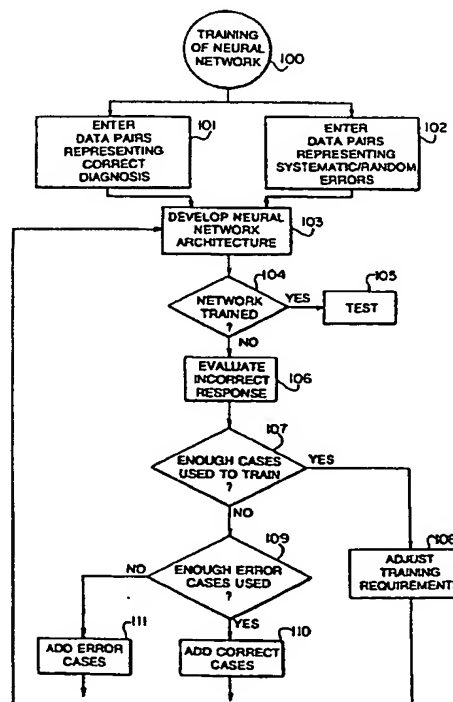 TRAINING
OF NEURAL
NETWORK
100
ENTER
DATA PAIRS
REPRESENTING
CORRECT
DIAGNOSIS
101
ENTER
DATA PAIRS
REPRESENTING
SYSTEMATIC/RANDOM
ERRORS
102
DEVELOP NEURAL
NETWORK
ARCHITECTURE
103
104
NETWORK
TRAINED
?
YES
105
TEST
NO
EVALUATE
INCORRECT
RESPONSE
106
107
ENOUGH CASES
USED TO TRAIN
?
YES
NO
109
ENOUGH ERROR
CASES USED
?
NO
YES
108
ADJUST
TRAINING
REQUIREMENT
111
ADD ERROR
CASES
110
ADD CORRECT
CASES